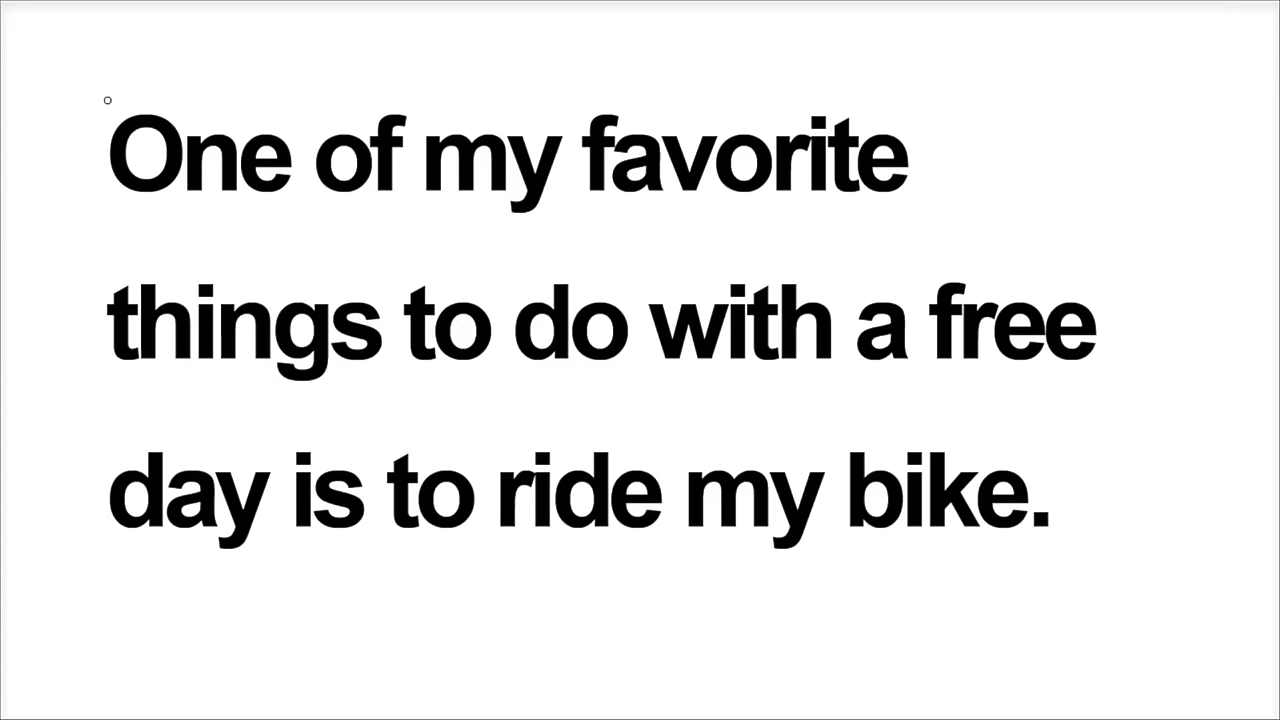 One of my favorite
things to do with a free
day is to ride my bike.